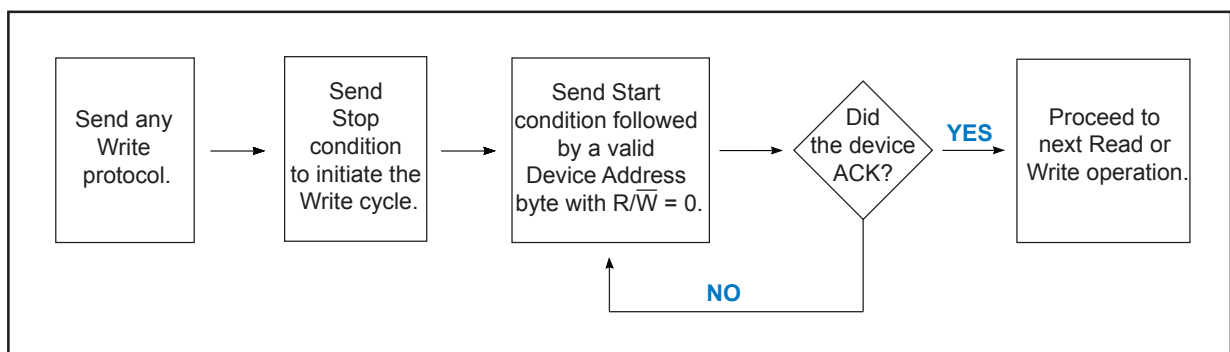 Send any
Write
protocol.
Send
Stop
condition
to initiate the
Write cycle.
Send Start
condition followed
by a valid
Device Address
byte with R/W̅ = 0.
Did
the device
ACK?
YES
Proceed to
next Read or
Write operation.
NO